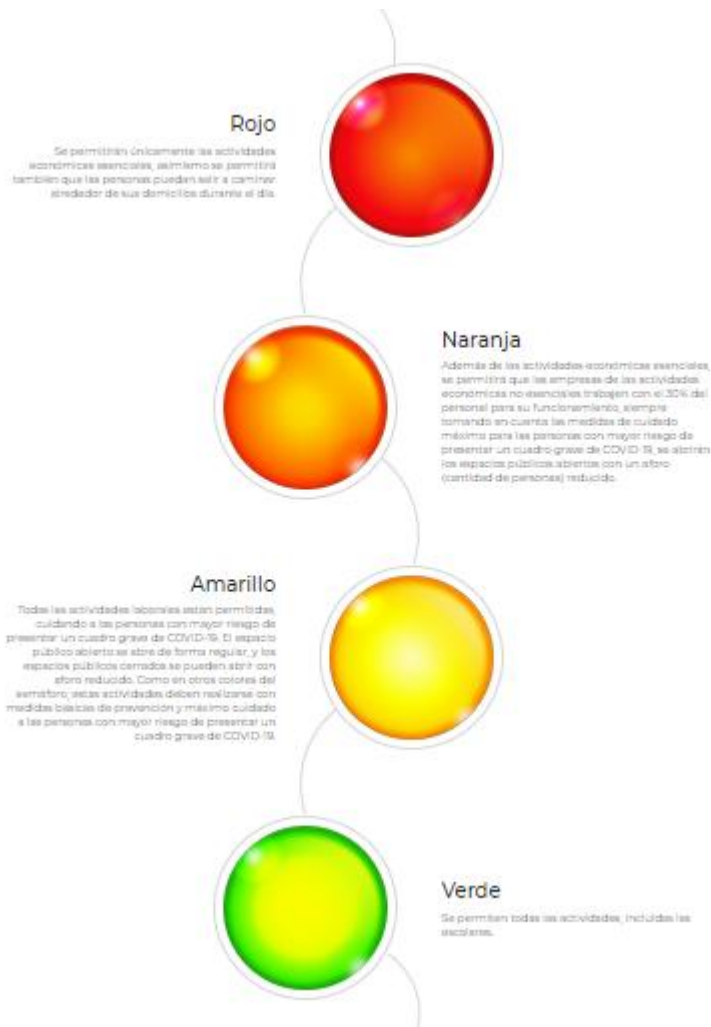 Rojo
Se permitirán únicamente las actividades
económicas esenciales, asimismo se permitirá
también que las personas puedan salir a caminar
alrededor de sus domicilios durante el día.
Naranja
Además de las actividades económicas esenciales,
se permitirá que las empresas de las actividades
económicas no esenciales trabajen con el 30% del
personal para su funcionamiento, siempre
tomando en cuenta las medidas de cuidado
máximo para las personas con mayor riesgo de
presentar un cuadro grave de COVID-19, se abrirán
los espacios públicos abiertos con un aforo
(cantidad de personas) reducido.
Amarillo
Todas las actividades laborales están permitidas,
cuidando a las personas con mayor riesgo de
presentar un cuadro grave de COVID-19. El espacio
público abierto se abre de forma regular, y los
espacios públicos cerrados se pueden abrir con
aforo reducido. Como en otros colores del
semáforo, estas actividades deben realizarse con
medidas básicas de prevención y máximo cuidado
a las personas con mayor riesgo de presentar un
cuadro grave de COVID-19.
Verde
Se permiten todas las actividades, incluidas las
escolares.